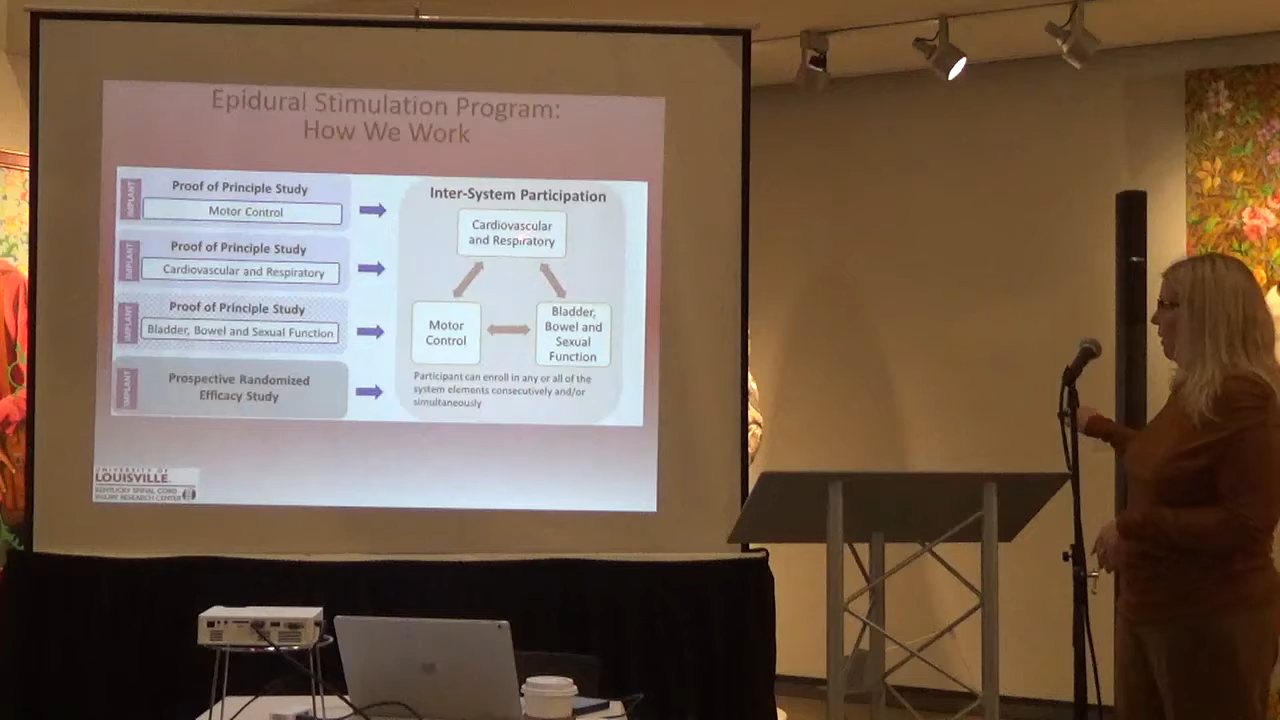 Epidural Stimulation Program:
How We Work
IMPLANT
Proof of Principle Study
Motor Control
IMPLANT
Proof of Principle Study
Cardiovascular and Respiratory
IMPLANT
Proof of Principle Study
Bladder, Bowel and Sexual Function
IMPLANT
Prospective Randomized
Efficacy Study
Inter-System Participation
Cardiovascular
and Respiratory
Motor
Control
Bladder,
Bowel and
Sexual
Function
Participant can enroll in any or all of the
system elements consecutively and/or
simultaneously
UNIVERSITY OF
LOUISVILLE
KENTUCKY SPINAL CORD
INJURY RESEARCH CENTER